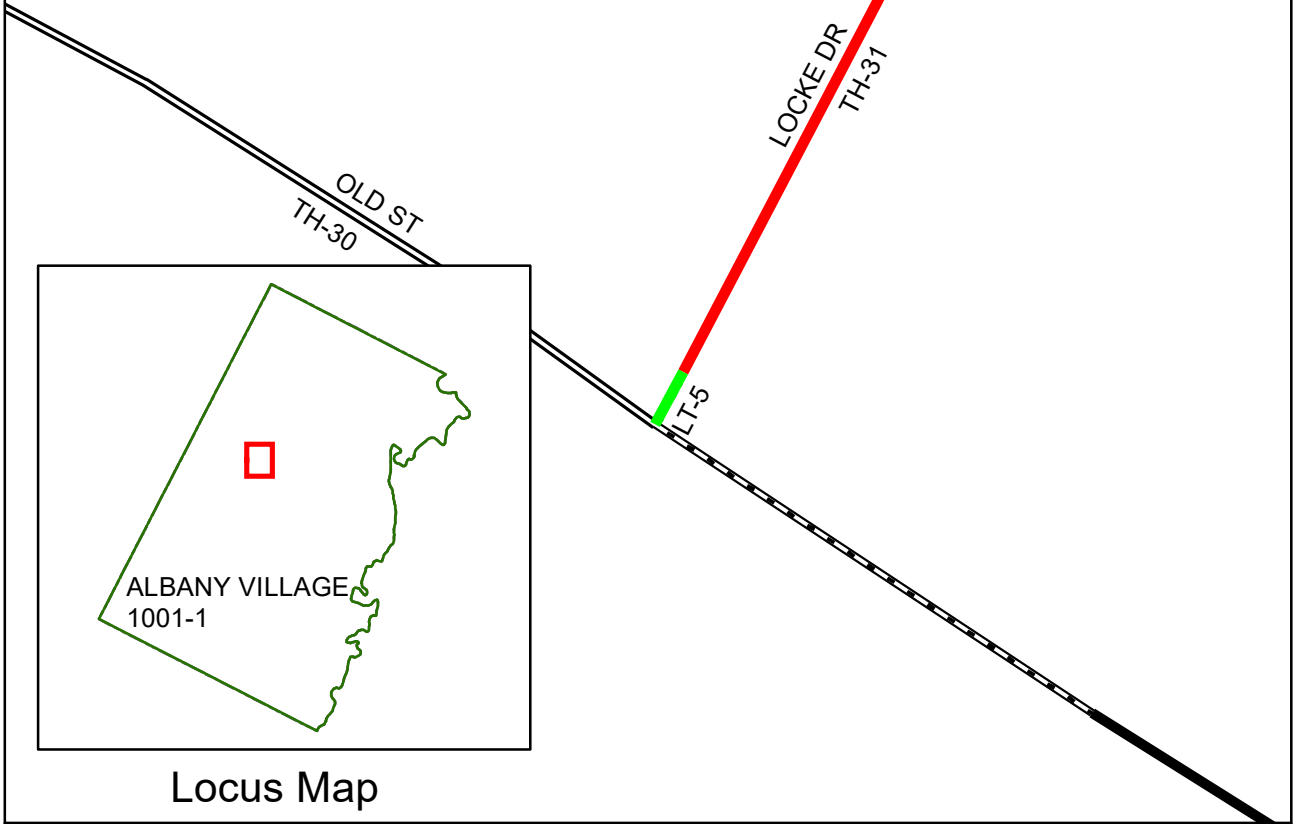 LOCKE DR
TH-31
OLD ST
TH-30
LT-5
ALBANY VILLAGE
1001-1
Locus Map